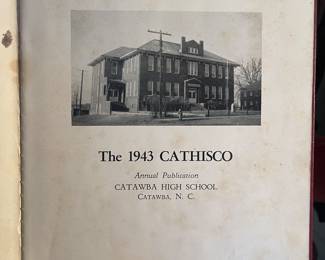 The 1943 CATHISCO
Annual Publication
CATAWBA HIGH SCHOOL
CATAWBA, N. C.